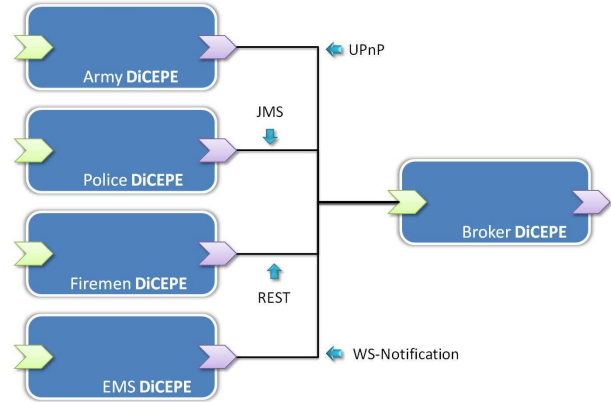 Army DiCEPE
UPnP
JMS
Police DiCEPE
Broker DiCEPE
Firemen DiCEPE
REST
WS-Notification
EMS DiCEPE